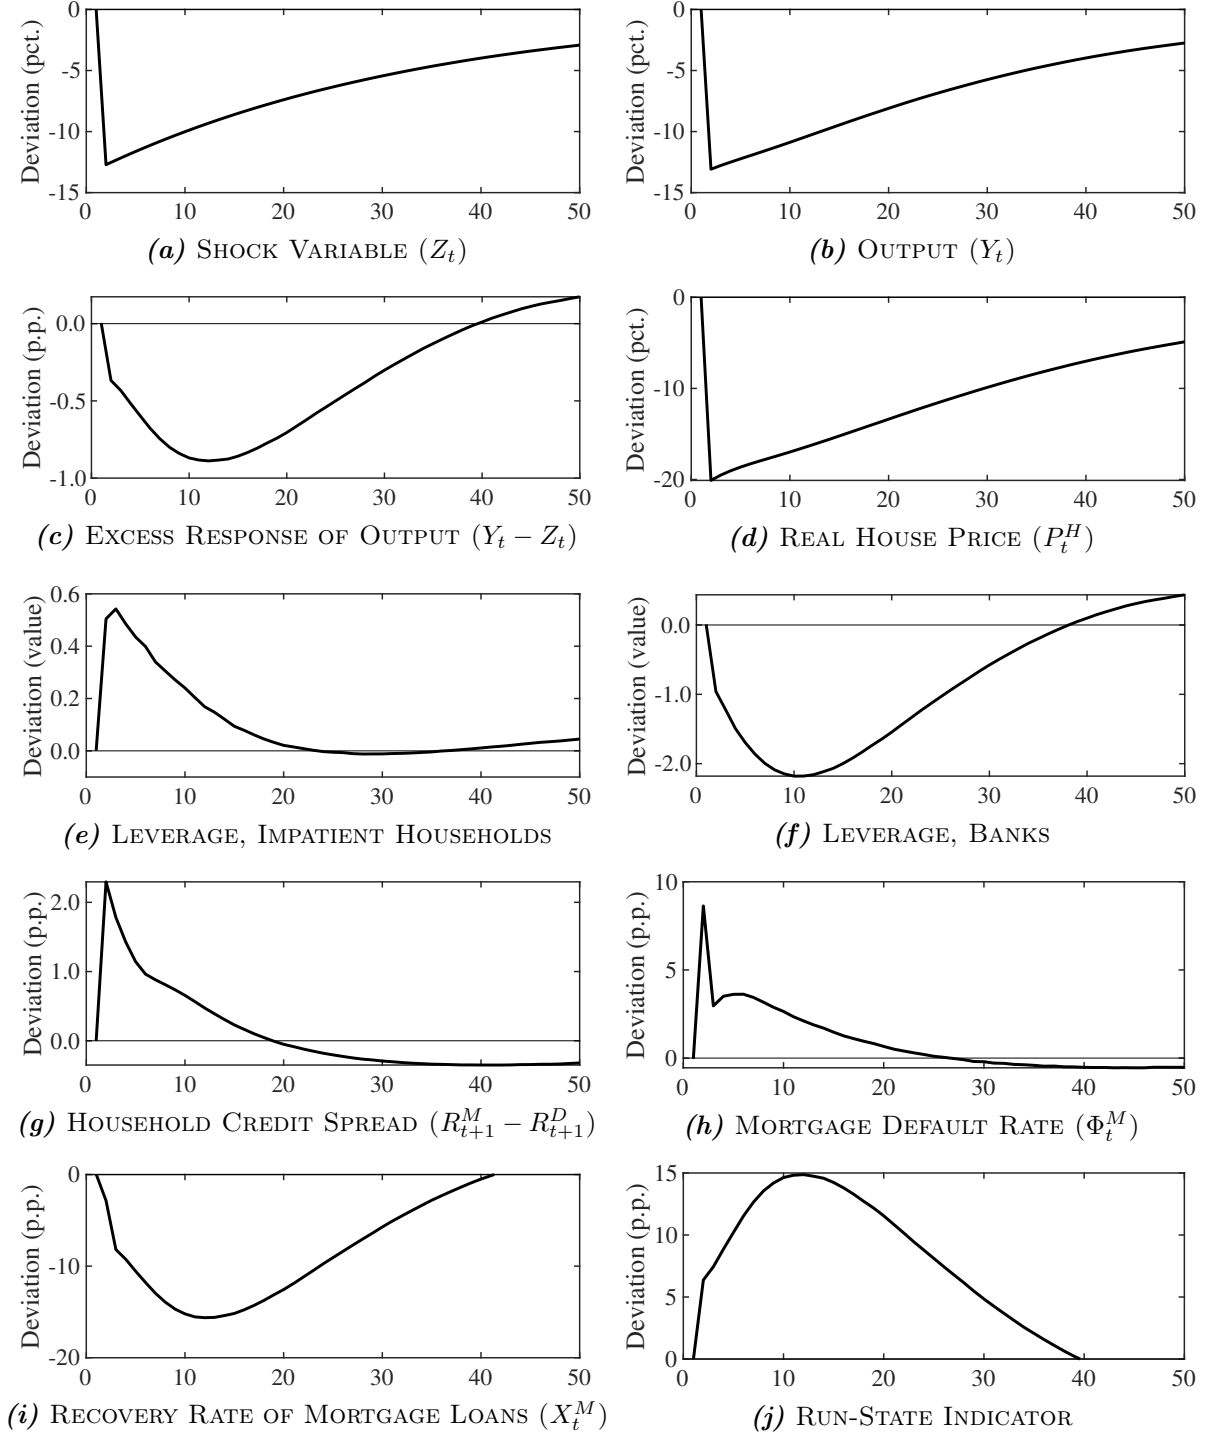 0
-5
-10
-15
Deviation (pct.)
0 10 20 30 40 50
(a) Shock Variable (Z_t)
0
-5
-10
-15
Deviation (pct.)
0 10 20 30 40 50
(b) Output (Y_t)
0.0
-0.5
-1.0
Deviation (p.p.)
0 10 20 30 40 50
(c) Excess Response of Output (Y_t − Z_t)
0
-10
-20
Deviation (pct.)
0 10 20 30 40 50
(d) Real House Price (P_t^H)
0.6
0.4
0.2
0.0
Deviation (value)
0 10 20 30 40 50
(e) Leverage, Impatient Households
0.0
-1.0
-2.0
Deviation (value)
0 10 20 30 40 50
(f) Leverage, Banks
2.0
1.0
0.0
Deviation (p.p.)
0 10 20 30 40 50
(g) Household Credit Spread (R_{t+1}^M − R_{t+1}^D)
10
5
0
Deviation (p.p.)
0 10 20 30 40 50
(h) Mortgage Default Rate (Φ_t^M)
0
-10
-20
Deviation (p.p.)
0 10 20 30 40 50
(i) Recovery Rate of Mortgage Loans (X_t^M)
15
10
5
0
Deviation (p.p.)
0 10 20 30 40 50
(j) Run-State Indicator